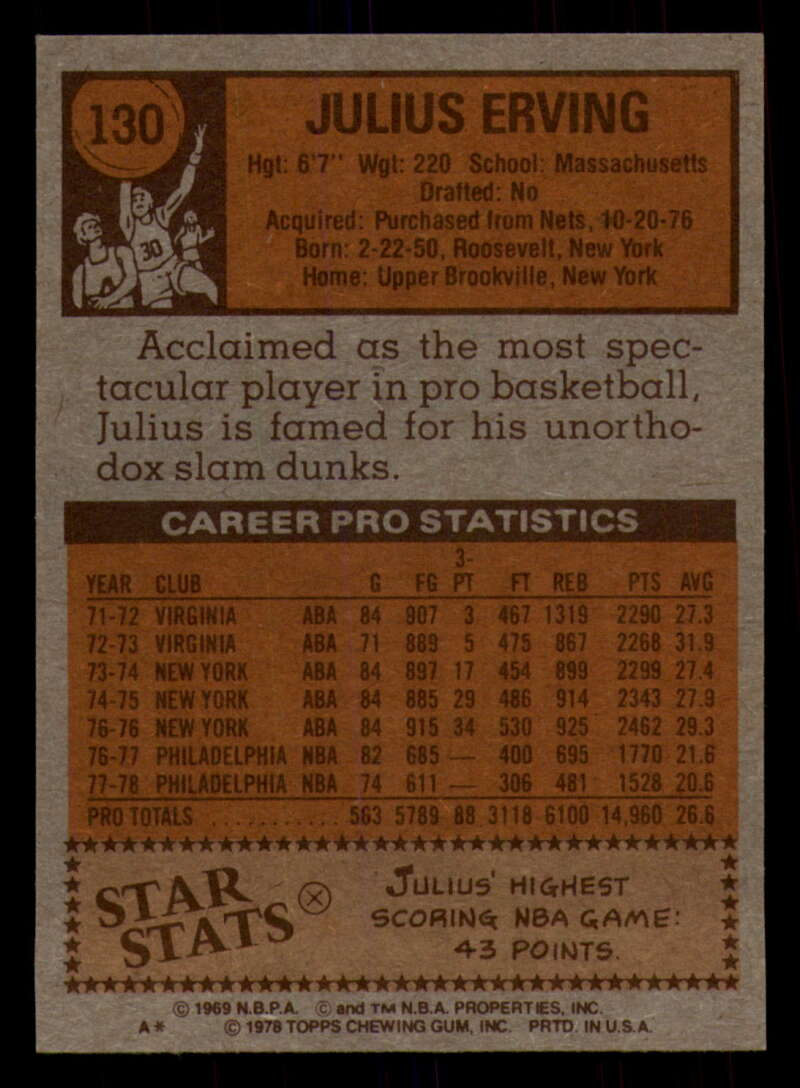 130
JULIUS ERVING
Hgt: 6'7" Wgt: 220 School: Massachusetts
Drafted: No
Acquired: Purchased from Nets, 10-20-76
Born: 2-22-50, Roosevelt, New York
Home: Upper Brookville, New York
30
Acclaimed as the most spec-
tacular player in pro basketball,
Julius is famed for his unortho-
dox slam dunks.
CAREER PRO STATISTICS
YEAR CLUB G FG 3-PT FT REB PTS AVG
71-72 VIRGINIA ABA 84 907 3 467 1319 2290 27.3
72-73 VIRGINIA ABA 71 889 5 475 867 2268 31.9
73-74 NEW YORK ABA 84 897 17 454 899 2299 27.4
74-75 NEW YORK ABA 84 885 29 486 914 2343 27.9
76-76 NEW YORK ABA 84 915 34 530 925 2462 29.3
76-77 PHILADELPHIA NBA 82 685 — 400 695 1770 21.6
77-78 PHILADELPHIA NBA 74 611 — 306 481 1528 20.6
PRO TOTALS ............ 563 5789 88 3118 6100 14,960 26.6
STAR
STATS
JULIUS' HIGHEST
SCORING NBA GAME:
43 POINTS.
© 1969 N.B.P.A. © and TM N.B.A. PROPERTIES, INC.
A* © 1978 TOPPS CHEWING GUM, INC. PRTD. IN U.S.A.